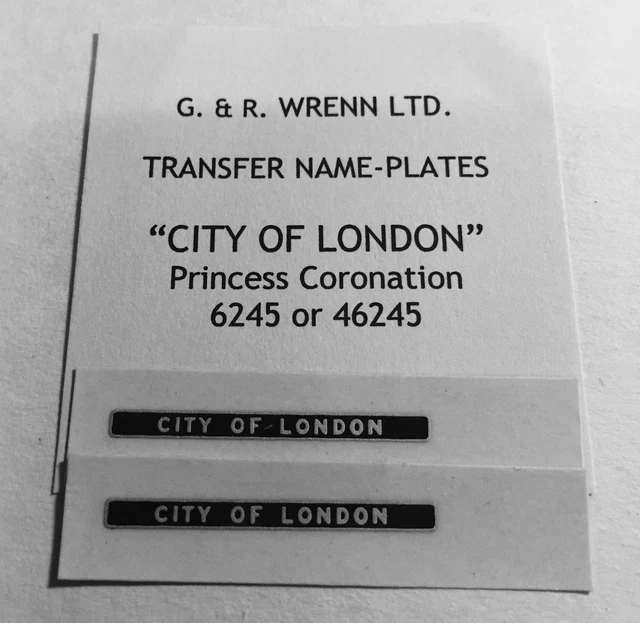 G. & R. WRENN LTD.
TRANSFER NAME-PLATES
“CITY OF LONDON”
Princess Coronation
6245 or 46245
CITY OF LONDON
CITY OF LONDON